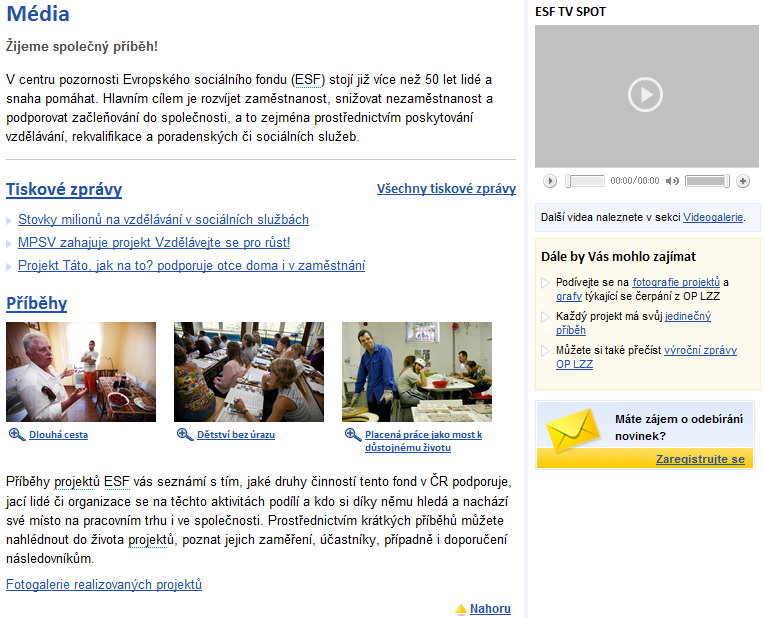 Média
Žijeme společný příběh!
V centru pozornosti Evropského sociálního fondu (ESF) stojí již více než 50 let lidé a
snaha pomáhat. Hlavním cílem je rozvíjet zaměstnanost, snižovat nezaměstnanost a
podporovat začleňování do společnosti, a to zejména prostřednictvím poskytování
vzdělávání, rekvalifikace a poradenských či sociálních služeb.
Tiskové zprávy
Všechny tiskové zprávy
Stovky milionů na vzdělávání v sociálních službách
MPSV zahajuje projekt Vzdělávejte se pro růst!
Projekt Táto, jak na to? podporuje otce doma i v zaměstnání
Příběhy
Dlouhá cesta
Dětství bez úrazu
Placená práce jako most k
důstojnému životu
Příběhy projektů ESF vás seznámí s tím, jaké druhy činností tento fond v ČR podporuje,
jací lidé či organizace se na těchto aktivitách podílí a kdo si díky němu hledá a nachází
své místo na pracovním trhu i ve společnosti. Prostřednictvím krátkých příběhů můžete
nahlédnout do života projektů, poznat jejich zaměření, účastníky, případně i doporučení
následovníkům.
Fotogalerie realizovaných projektů
Nahoru
ESF TV SPOT
00:00/00:00
Další videa naleznete v sekci Videogalerie.
Dále by Vás mohlo zajímat
Podívejte se na fotografie projektů a
grafy týkající se čerpání z OP LZZ
Každý projekt má svůj jedinečný
příběh
Můžete si také přečíst výroční zprávy
OP LZZ
Máte zájem o odebírání
novinek?
Zaregistrujte se